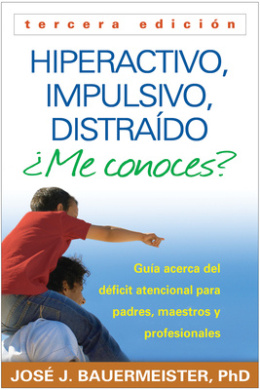 tercera edición
HIPERACTIVO,
IMPULSIVO,
DISTRAÍDO
¿Me conoces?
Guía acerca del
déficit atencional para
padres, maestros y
profesionales
JOSÉ J. BAUERMEISTER, PhD